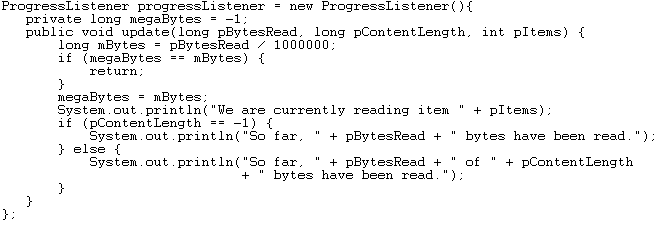 ProgressListener progressListener = new ProgressListener(){
   private long megaBytes = -1;
   public void update(long pBytesRead, long pContentLength, int pItems) {
       long mBytes = pBytesRead / 1000000;
       if (megaBytes == mBytes) {
           return;
       }
       megaBytes = mBytes;
       System.out.println("We are currently reading item " + pItems);
       if (pContentLength == -1) {
           System.out.println("So far, " + pBytesRead + " bytes have been read.");
       } else {
           System.out.println("So far, " + pBytesRead + " of " + pContentLength
                              + " bytes have been read.");
       }
   }
};